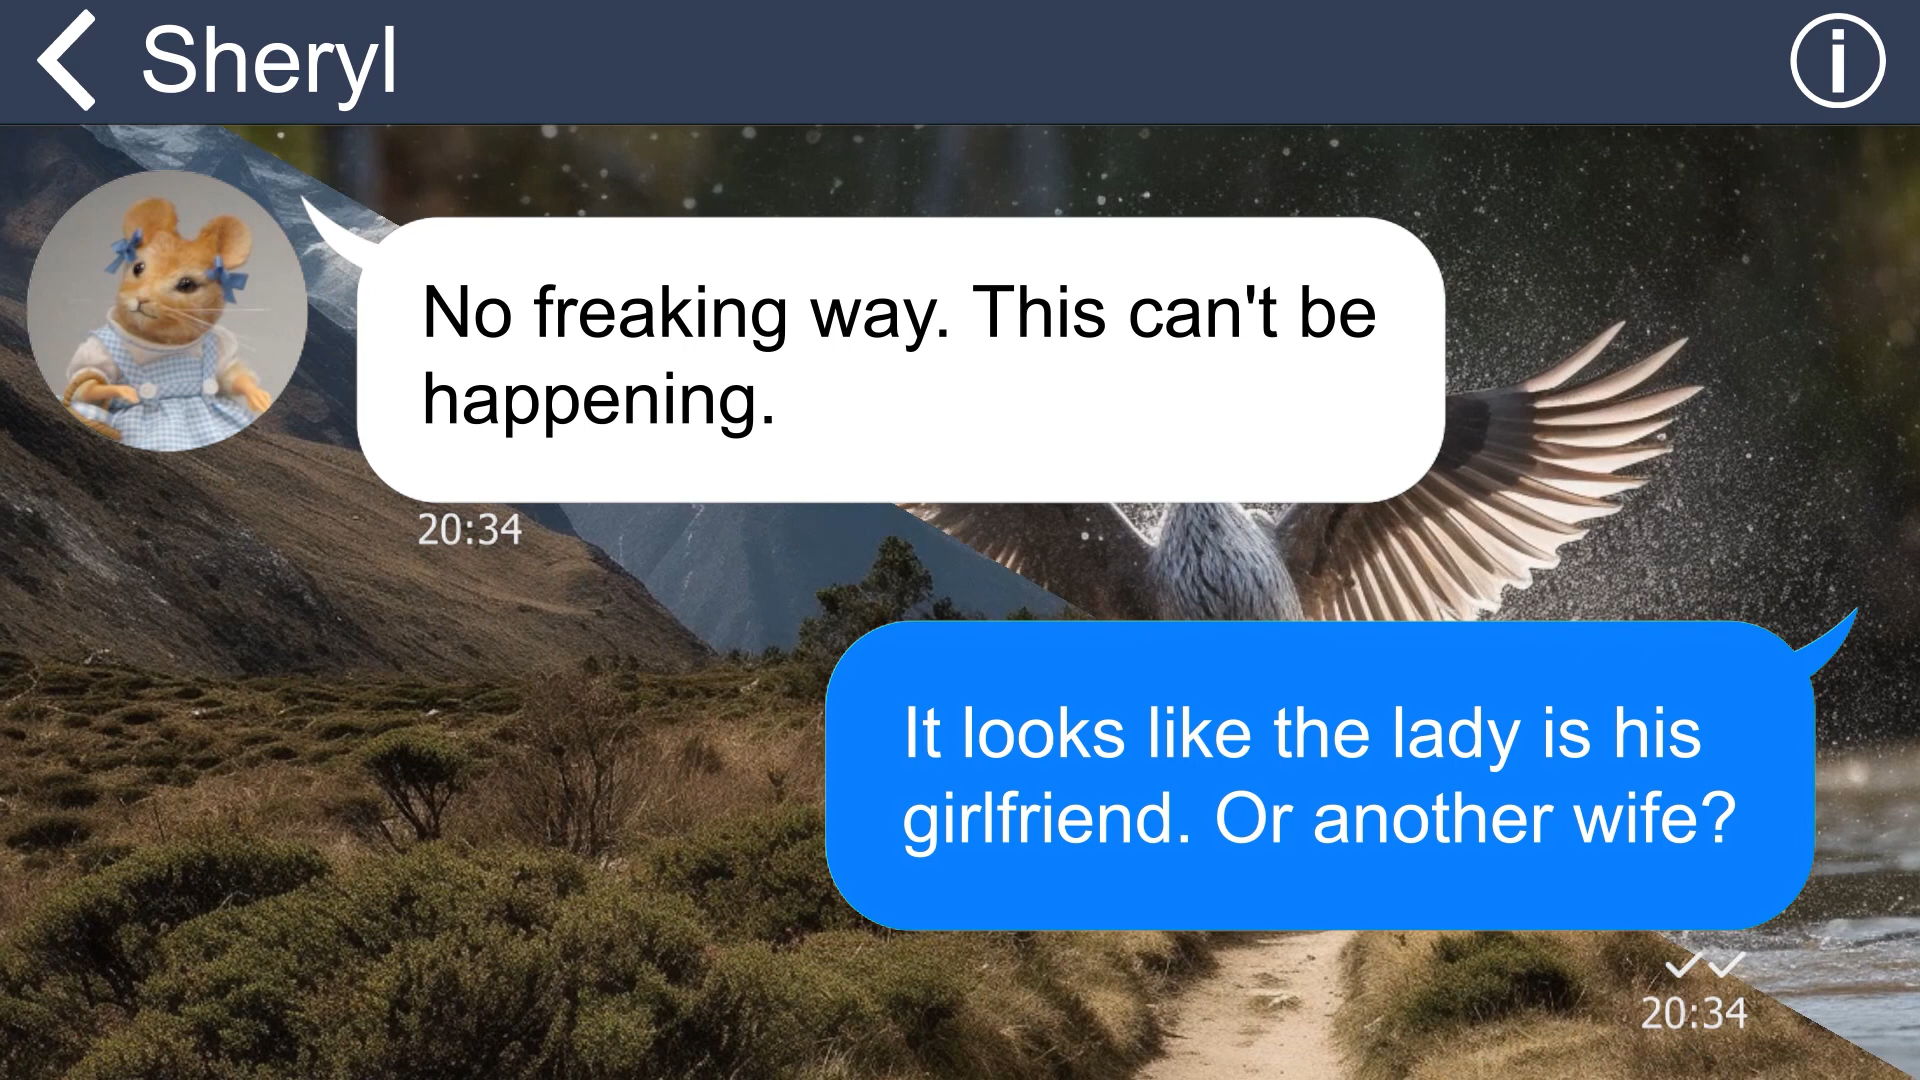 Sheryl
No freaking way. This can't be
happening.
20:34
It looks like the lady is his
girlfriend. Or another wife?
20:34